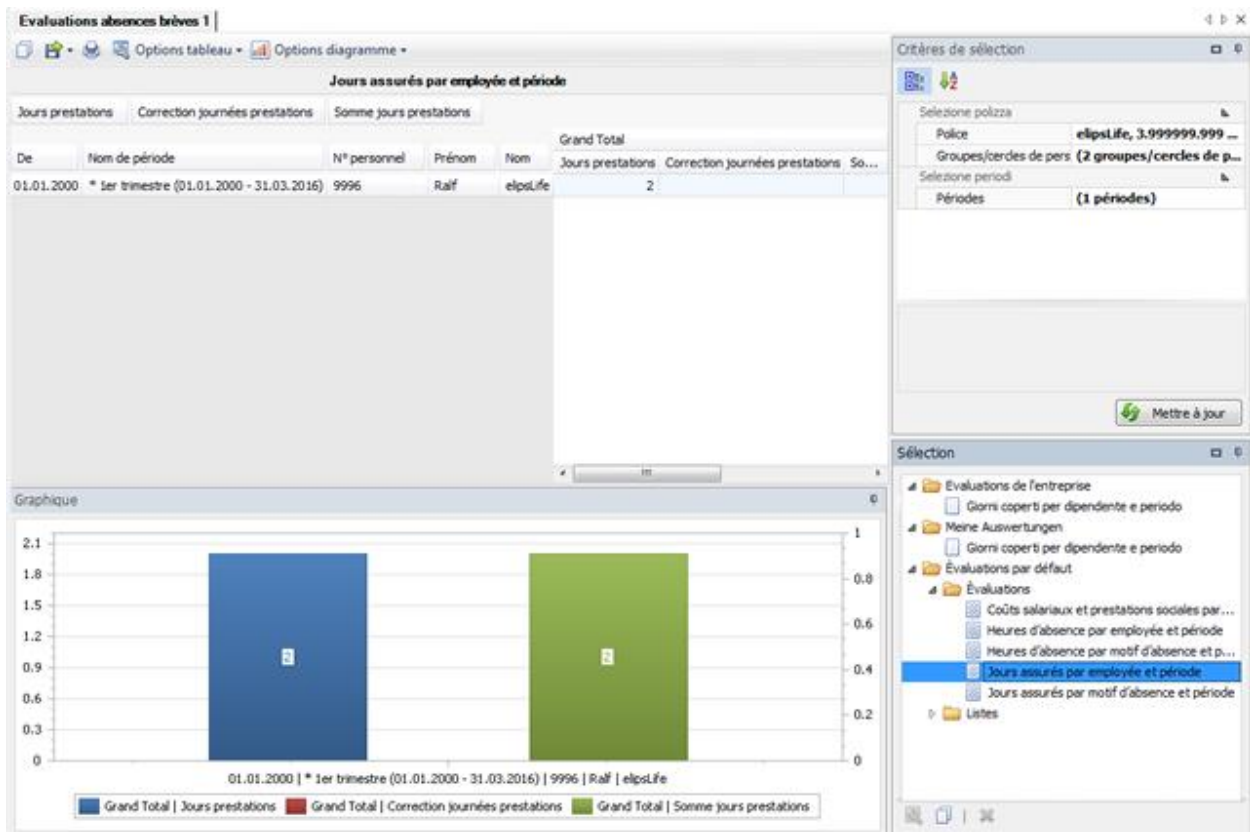 Evaluations absences brèves 1
Options tableau
Options diagramme
Jours assurés par employée et période
Jours prestations
Correction journées prestations
Somme jours prestations
Grand Total
De
Nom de période
N° personnel
Prénom
Nom
Jours prestations
Correction journées prestations
So...
01.01.2000
* 1er trimestre (01.01.2000 - 31.03.2016)
9996
Ralf
elipsLife
2
Graphique
2.1
1.8
1.5
1.2
0.9
0.6
0.3
0
2
2
1
0.8
0.6
0.4
0.2
0
01.01.2000 | * 1er trimestre (01.01.2000 - 31.03.2016) | 9996 | Ralf | elipsLife
Grand Total | Jours prestations
Grand Total | Correction journées prestations
Grand Total | Somme jours prestations
Critères de sélection
Selezione polizza
Police
elipsLife, 3.999999.999 ...
Groupes/cercles de pers
(2 groupes/cercles de p...
Selezione periodi
Périodes
(1 périodes)
Mettre à jour
Sélection
Evaluations de l'entreprise
Giorni coperti per dipendente e periodo
Meine Auswertungen
Giorni coperti per dipendente e periodo
Èvaluations par défaut
Èvaluations
Coûts salariaux et prestations sociales par...
Heures d'absence par employée et période
Heures d'absence par motif d'absence et p...
Jours assurés par employée et période
Jours assurés par motif d'absence et période
Listes